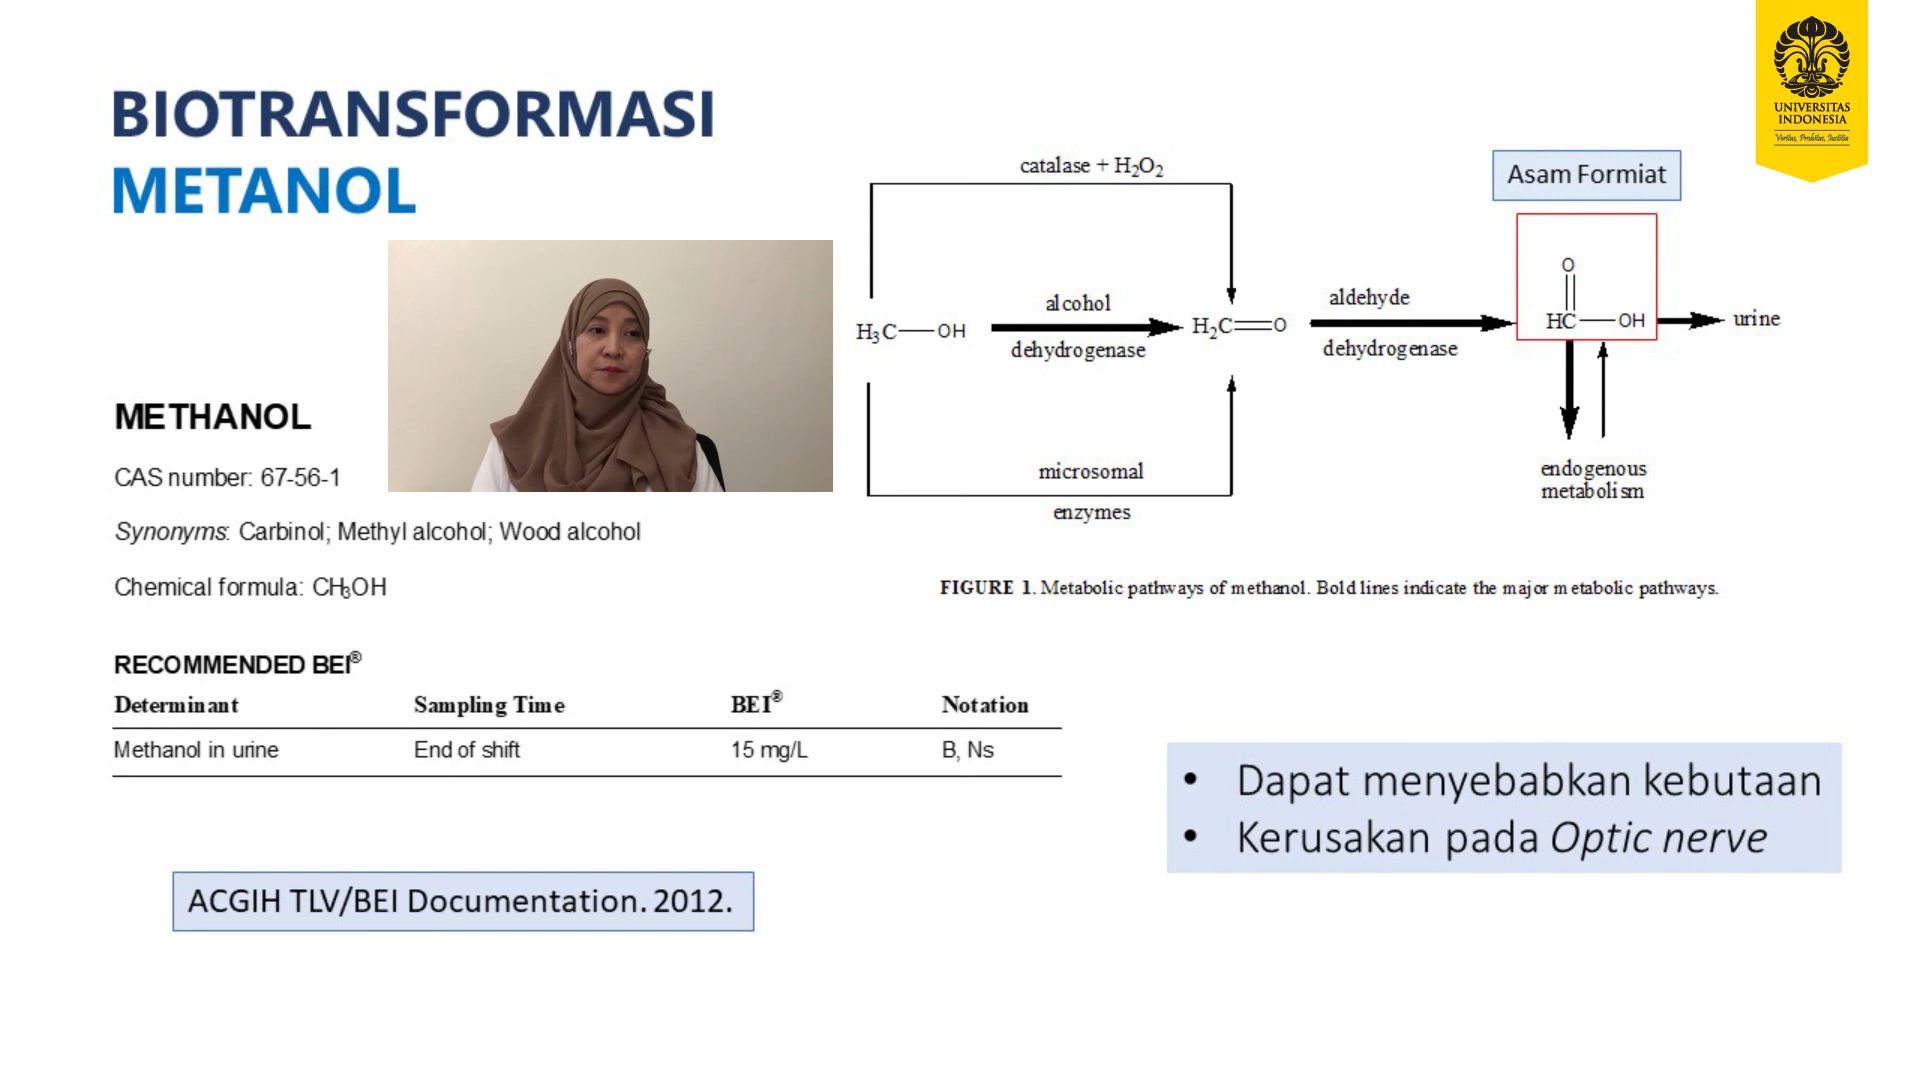 BIOTRANSFORMASI
METANOL
UNIVERSITAS
INDONESIA
Veritas, Probitas, Justitia
METHANOL
CAS number: 67-56-1
Synonyms: Carbinol; Methyl alcohol; Wood alcohol
Chemical formula: CH₃OH
catalase + H₂O₂
Asam Formiat
H₃C—OH
alcohol
dehydrogenase
H₂C=O
aldehyde
dehydrogenase
O
HC—OH
urine
microsomal
enzymes
endogenous
metabolism
FIGURE 1. Metabolic pathways of methanol. Bold lines indicate the major metabolic pathways.
RECOMMENDED BEI®
Determinant Sampling Time BEI® Notation
Methanol in urine End of shift 15 mg/L B, Ns
• Dapat menyebabkan kebutaan
• Kerusakan pada Optic nerve
ACGIH TLV/BEI Documentation. 2012.